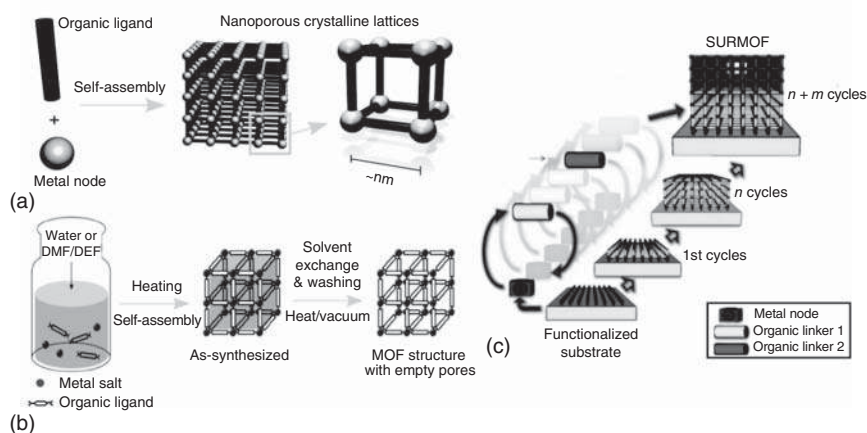 Organic ligand
Nanoporous crystalline lattices
Self-assembly
+
Metal node
~nm
(a)
Water or
DMF/DEF
Heating
Self-assembly
Solvent
exchange
& washing
Heat/vacuum
As-synthesized
MOF structure
with empty pores
Metal salt
Organic ligand
(b)
SURMOF
n + m cycles
n cycles
1st cycles
Functionalized
substrate
(c)
Metal node
Organic linker 1
Organic linker 2